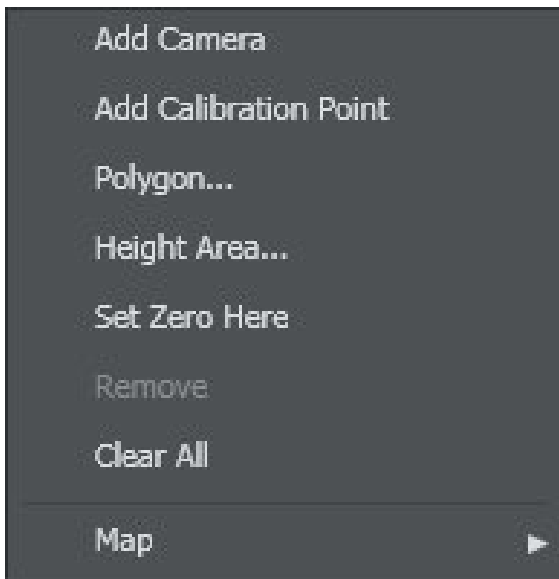 Add Camera
Add Calibration Point
Polygon...
Height Area...
Set Zero Here
Remove
Clear All
Map